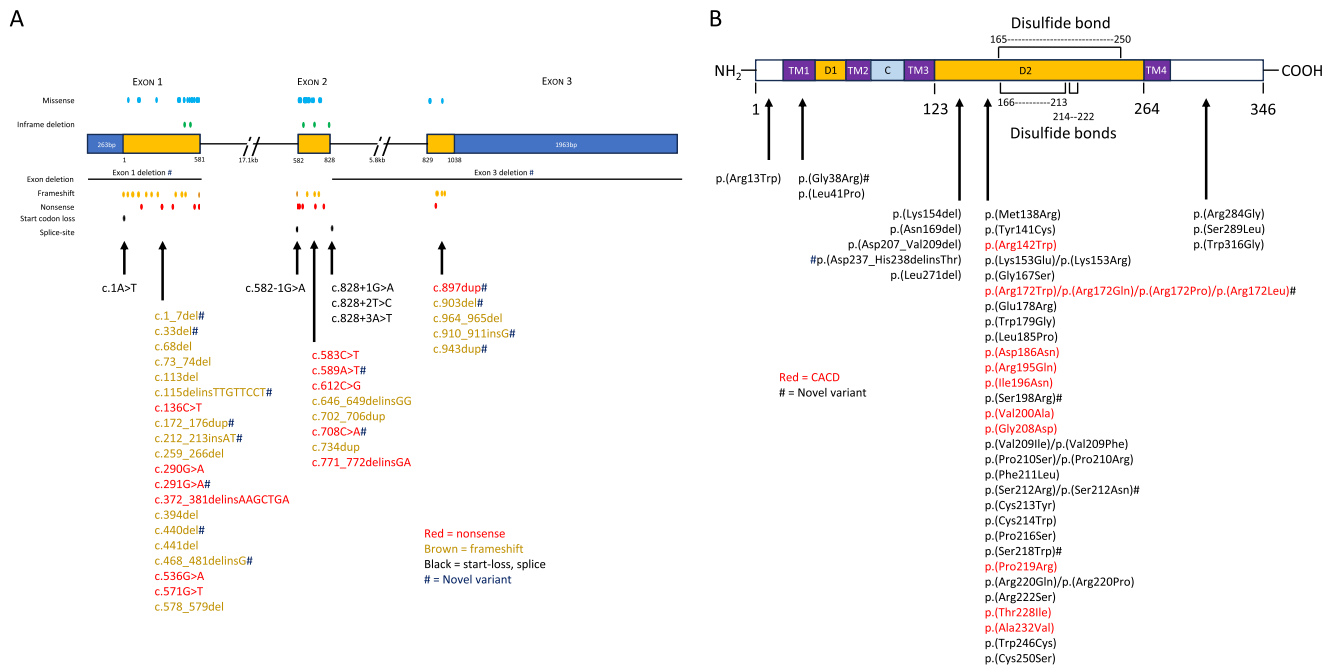 A
EXON 1
EXON 2
EXON 3
Missense
Inframe deletion
263bp
1963bp
1
581
17.1kb
582
828
5.8kb
829
1038
Exon deletion
Exon 1 deletion #
Exon 3 deletion #
Frameshift
Nonsense
Start codon loss
Splice-site
c.1A>T
c.1_7del#
c.33del#
c.68del
c.73_74del
c.113del
c.115delinsTTGTTCCT#
c.136C>T
c.172_176dup#
c.212_213insAT#
c.259_266del
c.290G>A
c.291G>A#
c.372_381delinsAAGCTGA
c.394del
c.440del#
c.441del
c.468_481delinsG#
c.536G>A
c.571G>T
c.578_579del
c.582-1G>A
c.583C>T
c.589A>T#
c.612C>G
c.646_649delinsGG
c.702_706dup
c.708C>A#
c.734dup
c.771_772delinsGA
c.828+1G>A
c.828+2T>C
c.828+3A>T
c.897dup#
c.903del#
c.964_965del
c.910_911insG#
c.943dup#
Red = nonsense
Brown = frameshift
Black = start-loss, splice
# = Novel variant
B
Disulfide bond
165----------------------------250
NH2
TM1
D1
TM2
C
TM3
D2
TM4
COOH
1
123
166-----------213
214--222
264
346
Disulfide bonds
p.(Arg13Trp)
p.(Gly38Arg)#
p.(Leu41Pro)
p.(Lys154del)
p.(Asn169del)
p.(Asp207_Val209del)
#p.(Asp237_His238delinsThr)
p.(Leu271del)
p.(Met138Arg)
p.(Tyr141Cys)
p.(Arg142Trp)
p.(Lys153Glu)/p.(Lys153Arg)
p.(Gly167Ser)
p.(Arg172Trp)/p.(Arg172Gln)/p.(Arg172Pro)/p.(Arg172Leu)#
p.(Glu178Arg)
p.(Trp179Gly)
p.(Leu185Pro)
p.(Asp186Asn)
p.(Arg195Gln)
p.(Ile196Asn)
p.(Ser198Arg)#
p.(Val200Ala)
p.(Gly208Asp)
p.(Val209Ile)/p.(Val209Phe)
p.(Pro210Ser)/p.(Pro210Arg)
p.(Phe211Leu)
p.(Ser212Arg)/p.(Ser212Asn)#
p.(Cys213Tyr)
p.(Cys214Trp)
p.(Pro216Ser)
p.(Ser218Trp)#
p.(Pro219Arg)
p.(Arg220Gln)/p.(Arg220Pro)
p.(Arg222Ser)
p.(Thr228Ile)
p.(Ala232Val)
p.(Trp246Cys)
p.(Cys250Ser)
p.(Arg284Gly)
p.(Ser289Leu)
p.(Trp316Gly)
Red = CACD
# = Novel variant